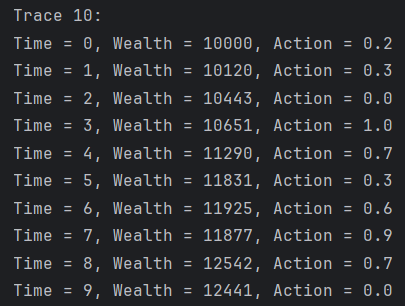 Trace 10:
Time = 0, Wealth = 10000, Action = 0.2
Time = 1, Wealth = 10120, Action = 0.3
Time = 2, Wealth = 10443, Action = 0.0
Time = 3, Wealth = 10651, Action = 1.0
Time = 4, Wealth = 11290, Action = 0.7
Time = 5, Wealth = 11831, Action = 0.3
Time = 6, Wealth = 11925, Action = 0.6
Time = 7, Wealth = 11877, Action = 0.9
Time = 8, Wealth = 12542, Action = 0.7
Time = 9, Wealth = 12441, Action = 0.0